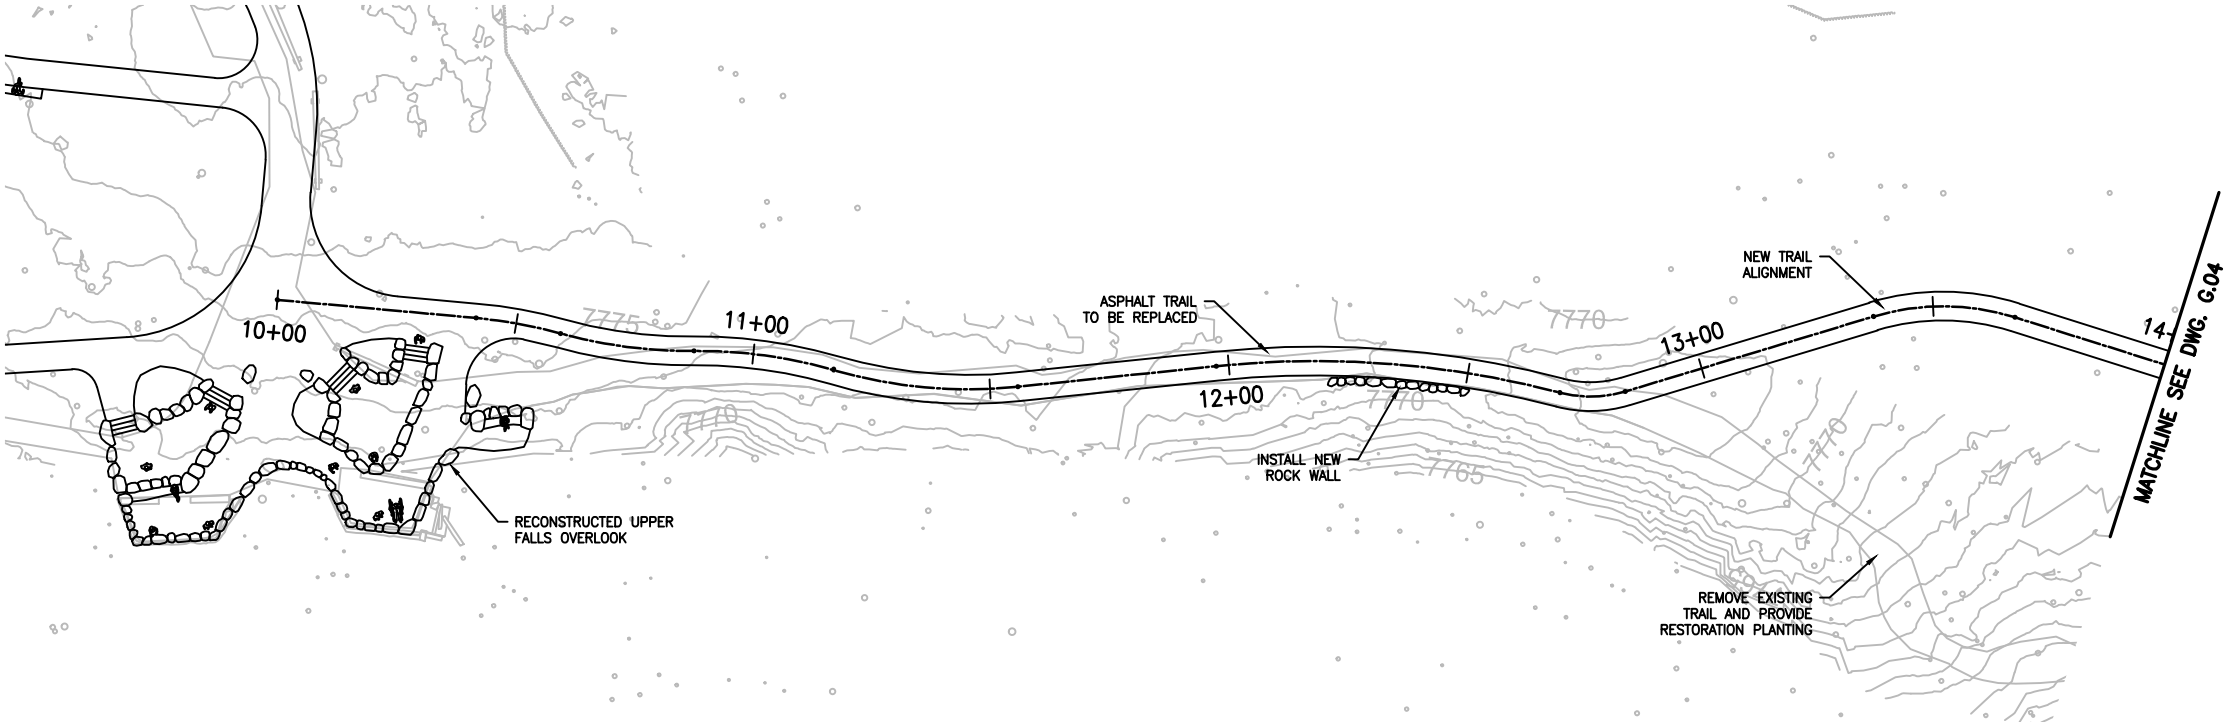 NEW TRAIL
ALIGNMENT
ASPHALT TRAIL
TO BE REPLACED
7775
11+00
10+00
7770
13+00
14
MATCHLINE SEE DWG. G.04
12+00
7770
7770
7770
INSTALL NEW
ROCK WALL
7765
RECONSTRUCTED UPPER
FALLS OVERLOOK
REMOVE EXISTING
TRAIL AND PROVIDE
RESTORATION PLANTING